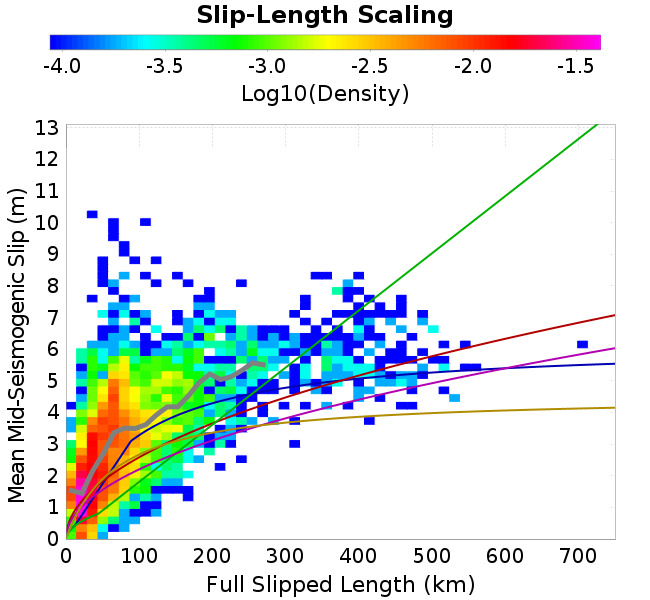 Slip-Length Scaling
-4.0 -3.5 -3.0 -2.5 -2.0 -1.5
Log10(Density)
Mean Mid-Seismogenic Slip (m)
13
12
11
10
9
8
7
6
5
4
3
2
1
0
0 100 200 300 400 500 600 700
Full Slipped Length (km)